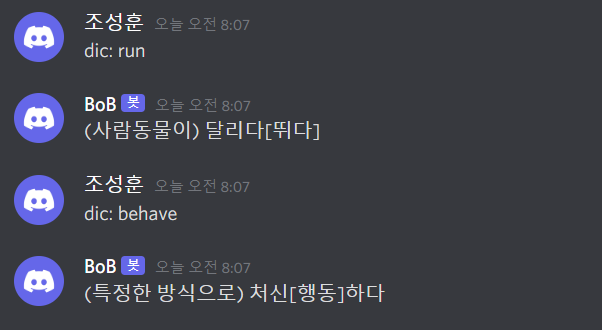 조성훈 오늘 오전 8:07
dic: run
BoB 봇 오늘 오전 8:07
(사람동물이) 달리다[뛰다]
조성훈 오늘 오전 8:07
dic: behave
BoB 봇 오늘 오전 8:07
(특정한 방식으로) 처신[행동]하다